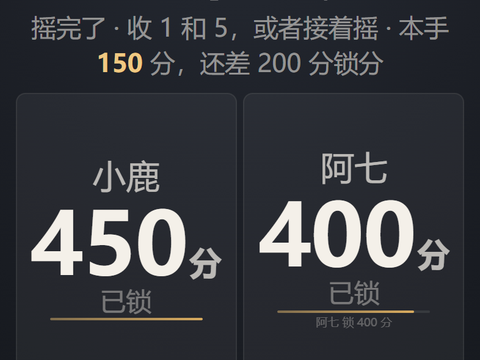 摇完了 · 收 1 和 5，或者接着摇 · 本手
150 分，还差 200 分锁分
小鹿
450分
已锁
阿七
400分
已锁
阿七 锁 400 分